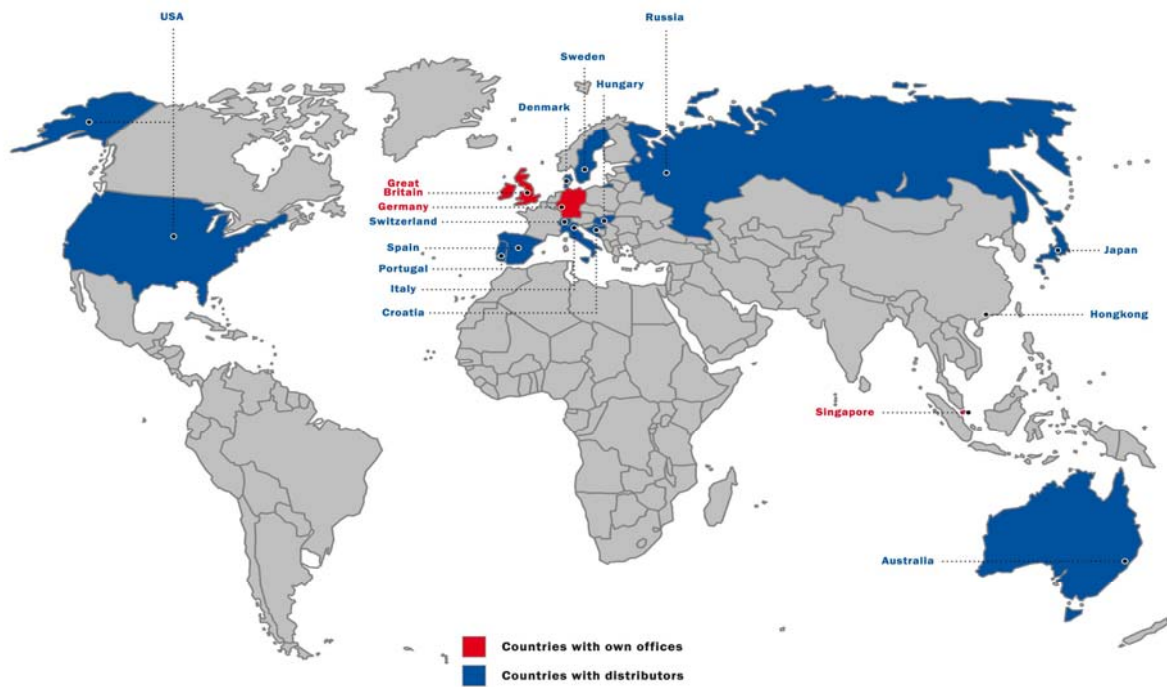 USA
Russia
Sweden
Hungary
Denmark
Great
Britain
Germany
Switzerland
Spain
Portugal
Italy
Croatia
Japan
Hongkong
Singapore
Australia
Countries with own offices
Countries with distributors